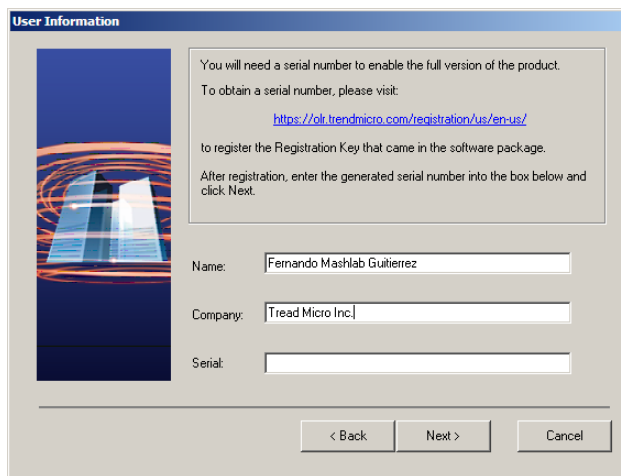 User Information
You will need a serial number to enable the full version of the product.
To obtain a serial number, please visit:
https://olr.trendmicro.com/registration/us/en-us/
to register the Registration Key that came in the software package.
After registration, enter the generated serial number into the box below and
click Next.
Name: Fernando Mashlab Guitierrez
Company: Tread Micro Inc.
Serial:
< Back Next > Cancel